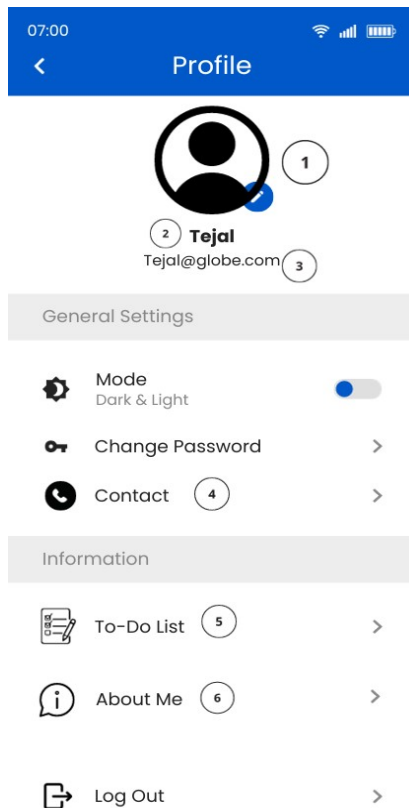 07:00
Profile
1
2 Tejal
Tejal@globe.com 3
General Settings
Mode
Dark & Light
Change Password
Contact 4
Information
To-Do List 5
i About Me 6
Log Out